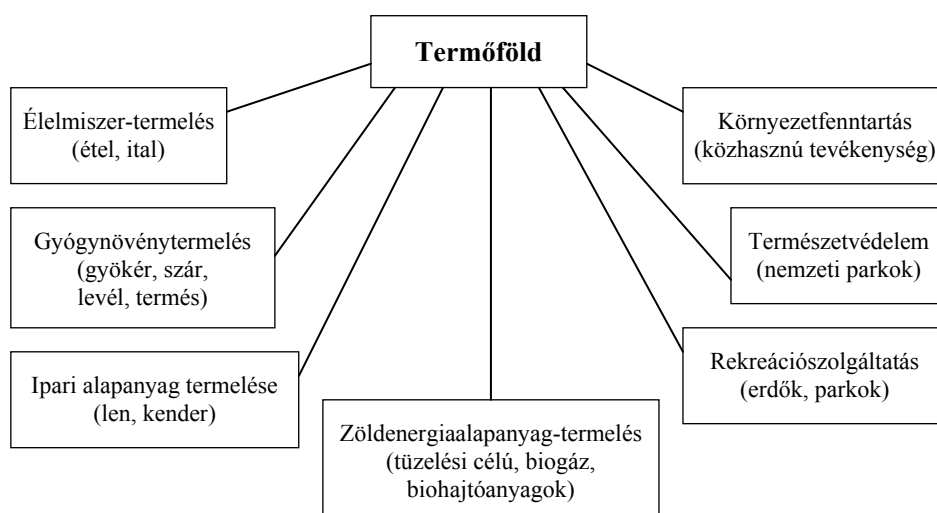 Termőföld
Élelmiszer-termelés
(étel, ital)
Környezetfenntartás
(közhasznú tevékenység)
Gyógynövénytermelés
(gyökér, szár,
levél, termés)
Természetvédelem
(nemzeti parkok)
Ipari alapanyag termelése
(len, kender)
Rekreációszolgáltatás
(erdők, parkok)
Zöldenergiaalapanyag-termelés
(tüzelési célú, biogáz,
biohajtóanyagok)